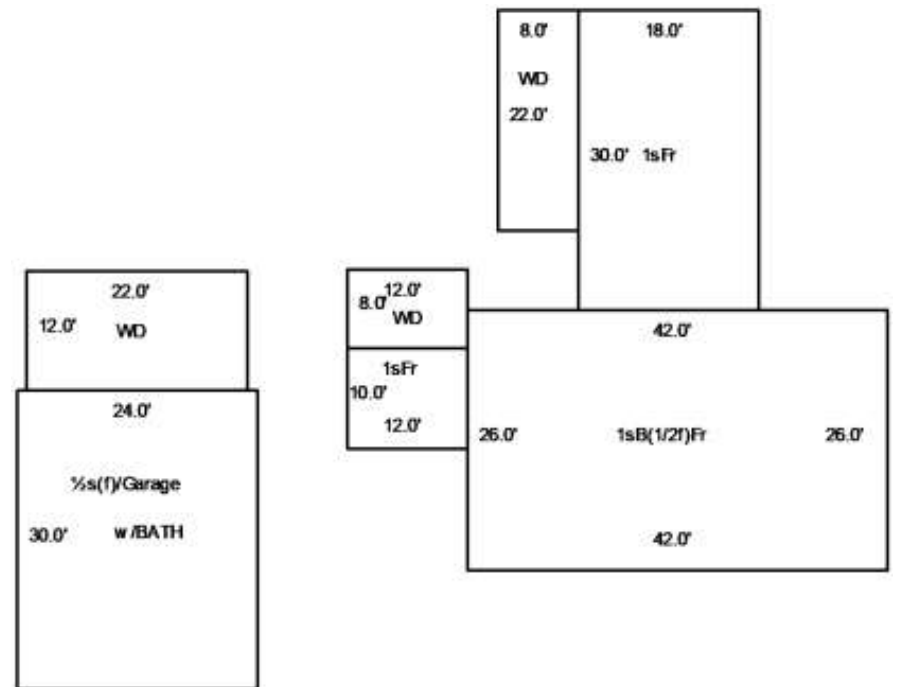 8.0'
WD
22.0'
18.0'
30.0' 1sFr
22.0'
12.0' WD
24.0'
½s(f)/Garage
30.0' w/BATH
8.0' 12.0'
WD
1sFr
10.0'
12.0'
42.0'
26.0' 1sB(1/2f)Fr 26.0'
42.0'